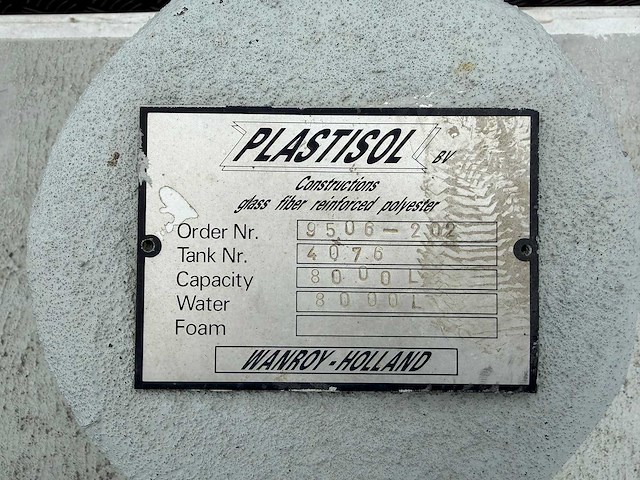 PLASTISOL BV
Constructions
glass fiber reinforced polyester
Order Nr. 9506-202
Tank Nr. 4076
Capacity 8000L
Water 8000L
Foam
WANROY-HOLLAND